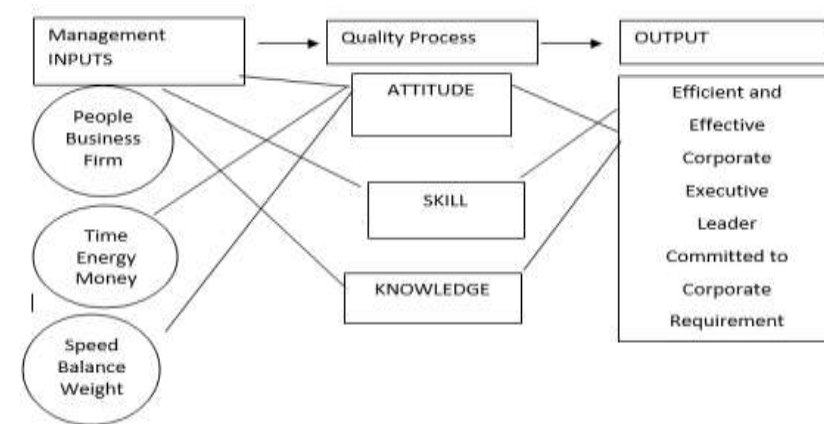 Management
INPUTS
Quality Process
OUTPUT
People
Business
Firm
Time
Energy
Money
Speed
Balance
Weight
ATTITUDE
SKILL
KNOWLEDGE
Efficient and
Effective
Corporate
Executive
Leader
Committed to
Corporate
Requirement